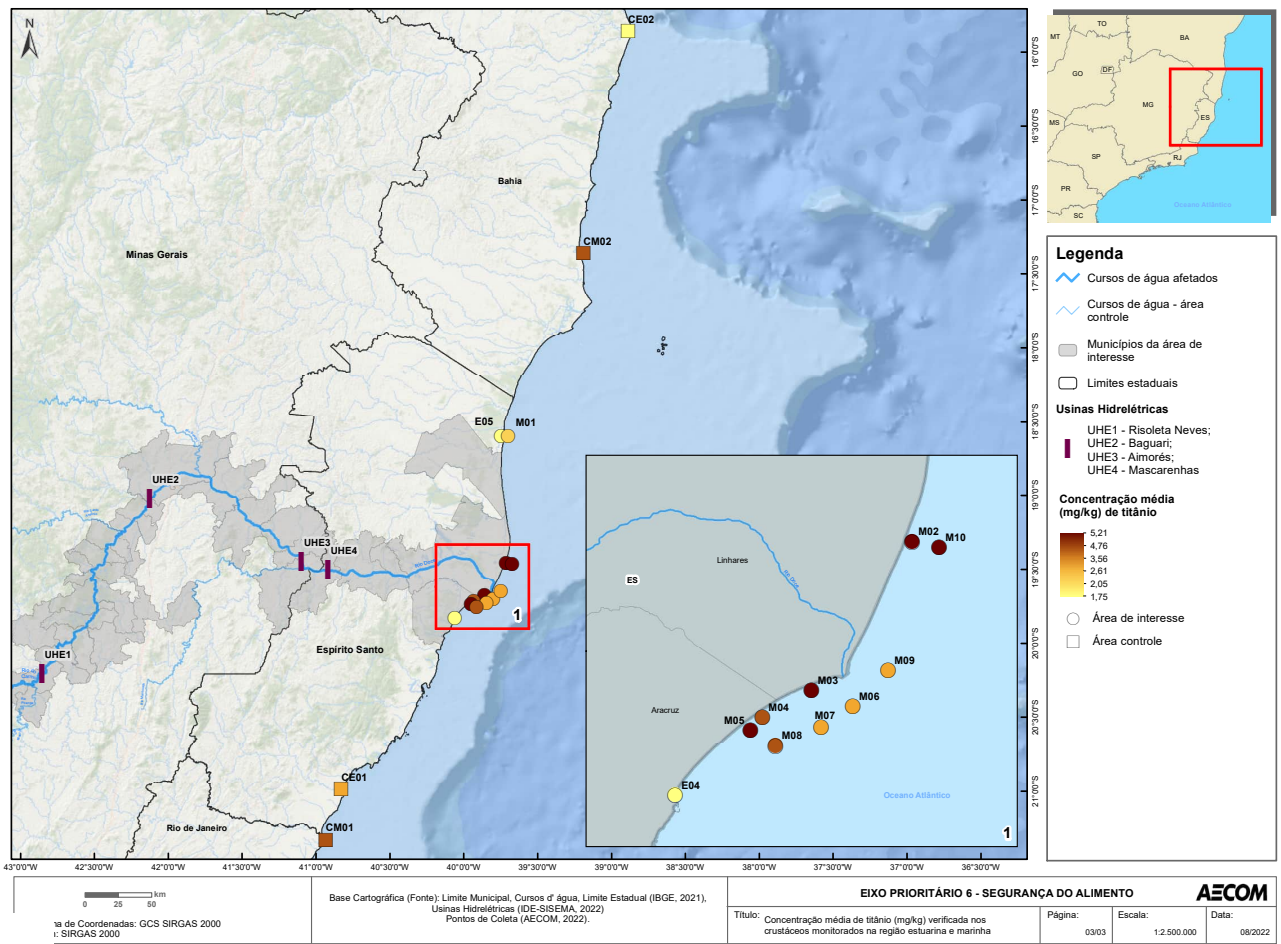 N
CE02
Bahia
Minas Gerais
CM02
E05
M01
UHE2
UHE3
UHE4
UHE1
Rio Doce
1
Espírito Santo
CE01
CM01
Rio de Janeiro
16°0'0"S
16°30'0"S
17°0'0"S
17°30'0"S
18°0'0"S
18°30'0"S
19°0'0"S
19°30'0"S
20°0'0"S
20°30'0"S
21°0'0"S
43°0'0"W
42°30'0"W
42°0'0"W
41°30'0"W
41°0'0"W
40°30'0"W
40°0'0"W
39°30'0"W
39°0'0"W
38°30'0"W
38°0'0"W
37°30'0"W
37°0'0"W
36°30'0"W
M02
M10
Linhares
ES
Rio Doce
M09
M03
M06
M04
Aracruz
M05
M07
M08
E04
Oceano Atlântico
1
TO
BA
MT
DF
GO
MG
MS
ES
SP
RJ
PR
SC
Oceano Atlântico
Legenda
Cursos de água afetados
Cursos de água - área
controle
Municípios da área de
interesse
Limites estaduais
Usinas Hidrelétricas
UHE1 - Risoleta Neves;
UHE2 - Baguari;
UHE3 - Aimorés;
UHE4 - Mascarenhas
Concentração média
(mg/kg) de titânio
5,21
4,76
3,56
2,61
2,05
1,75
Área de interesse
Área controle
km
0 25 50
na de Coordenadas: GCS SIRGAS 2000
: SIRGAS 2000
Base Cartográfica (Fonte): Limite Municipal, Cursos d' água, Limite Estadual (IBGE, 2021),
Usinas Hidrelétricas (IDE-SISEMA, 2022)
Pontos de Coleta (AECOM, 2022).
EIXO PRIORITÁRIO 6 - SEGURANÇA DO ALIMENTO
AECOM
Título: Concentração média de titânio (mg/kg) verificada nos
crustáceos monitorados na região estuarina e marinha
Página:
03/03
Escala:
1:2.500.000
Data:
08/2022